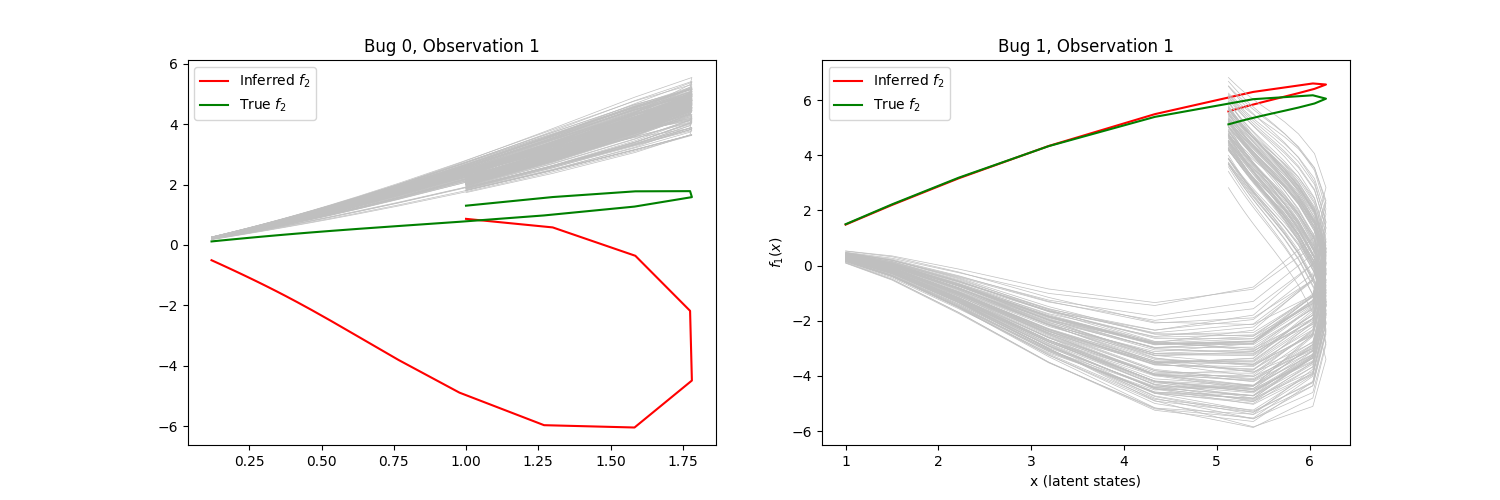 Bug 0, Observation 1
Inferred f₂
True f₂
6
4
2
0
−2
−4
−6
0.25 0.50 0.75 1.00 1.25 1.50 1.75
Bug 1, Observation 1
Inferred f₂
True f₂
f₁(x)
6
4
2
0
−2
−4
−6
1 2 3 4 5 6
x (latent states)